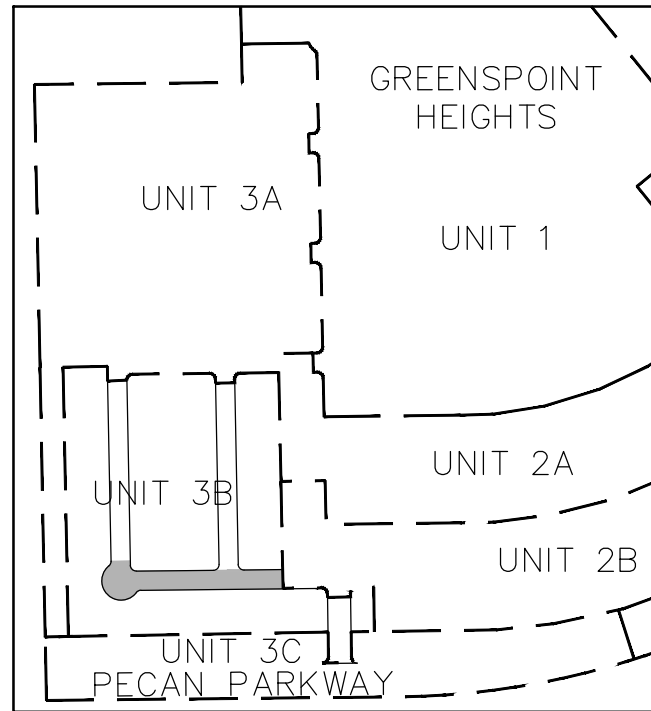 GREENSPOINT
HEIGHTS
UNIT 3A
UNIT 1
UNIT 2A
UNIT 3B
UNIT 2B
UNIT 3C
PECAN PARKWAY